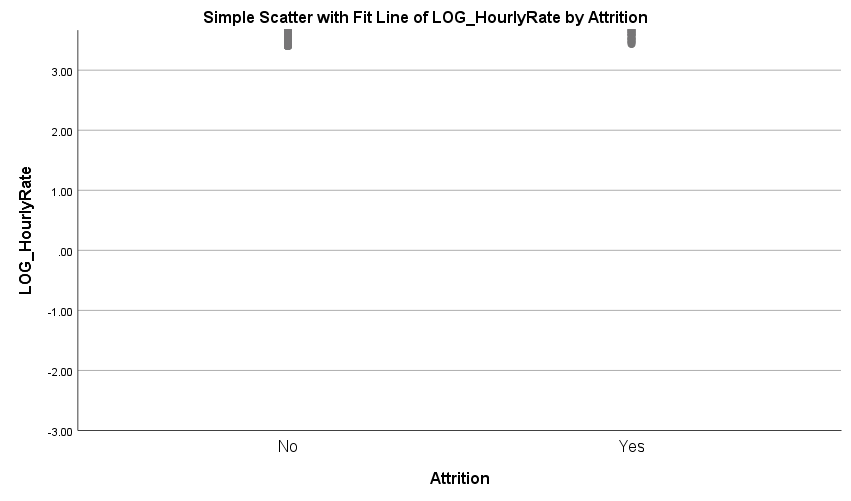 Simple Scatter with Fit Line of LOG_HourlyRate by Attrition
LOG_HourlyRate
3.00
2.00
1.00
.00
-1.00
-2.00
-3.00
No Yes
Attrition